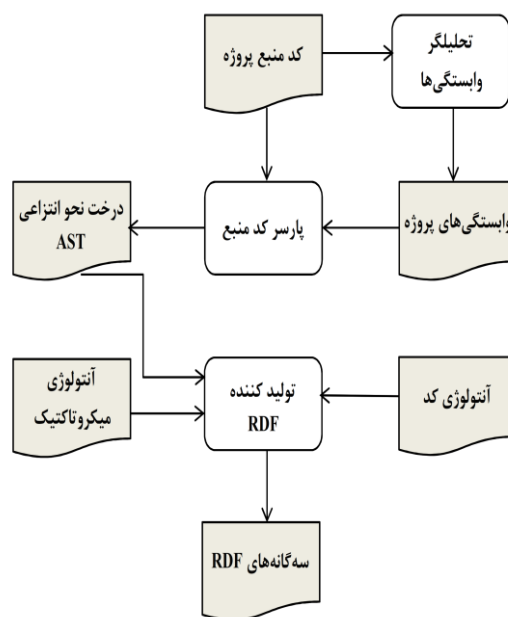 کد منبع پروژه
تحلیلگر
وابستگی‌ها
درخت نحو انتزاعی
AST
پارسر کد منبع
وابستگی‌های پروژه
آنتولوژی
میکروتاکتیک
تولید کننده
RDF
آنتولوژی کد
سه‌گانه‌های RDF